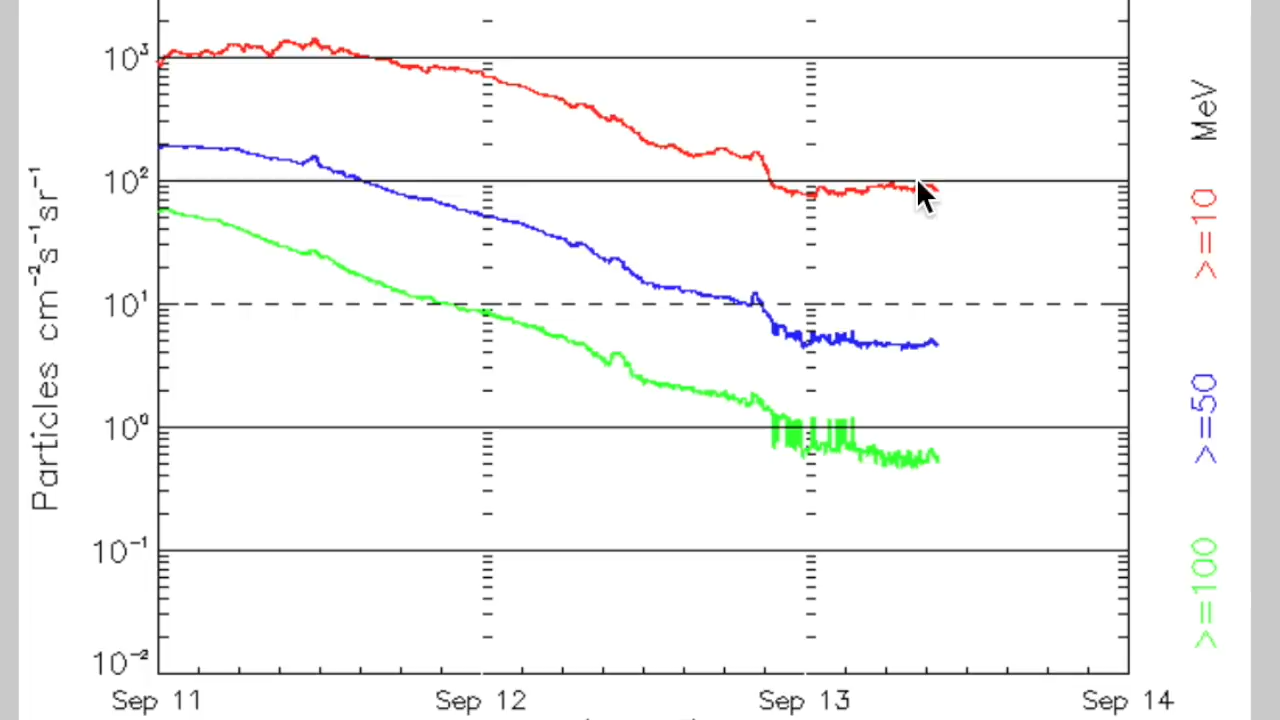 10³
10²
10¹
10⁰
10⁻¹
10⁻²
Particles cm⁻²s⁻¹sr⁻¹
Sep 11
Sep 12
Sep 13
Sep 14
>=10 MeV
>=50
>=100